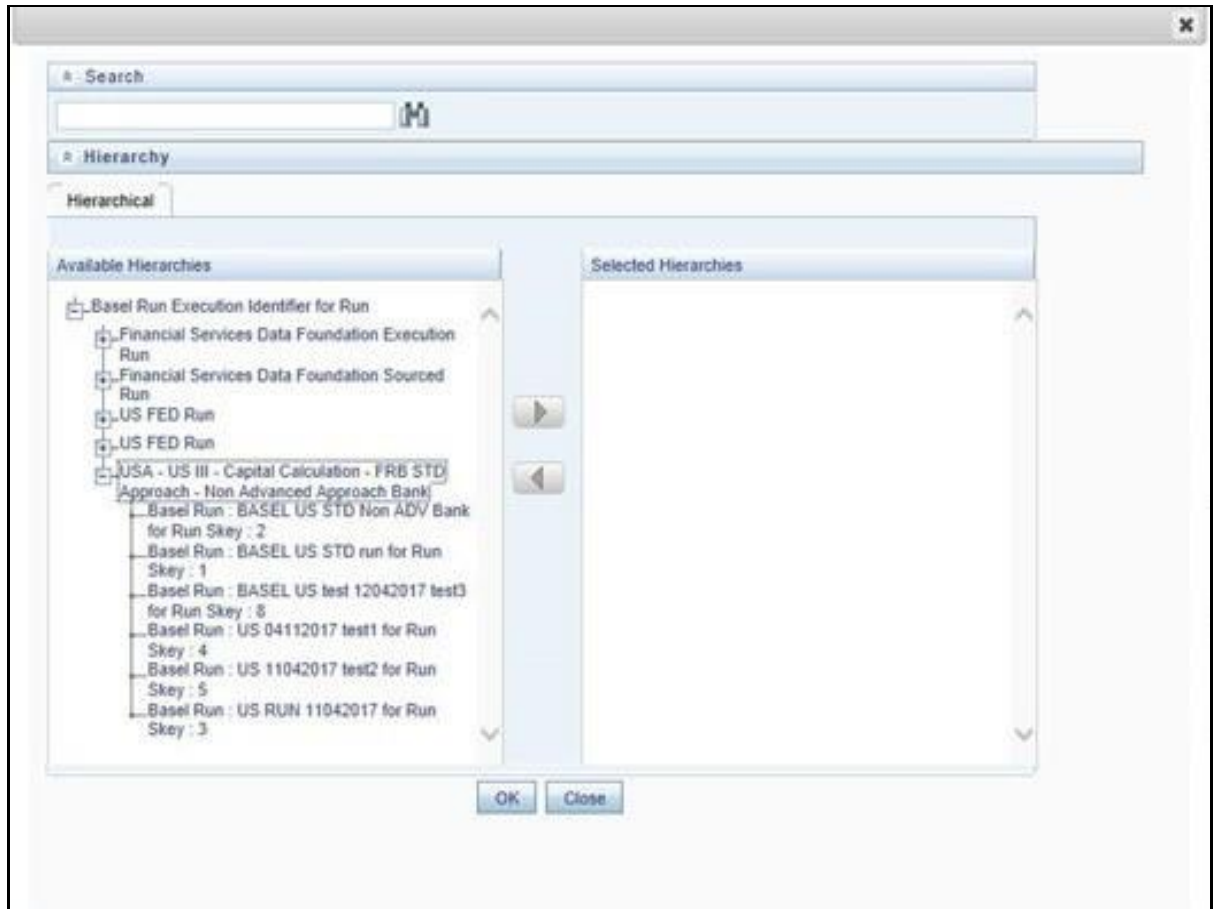 Search
Hierarchy
Hierarchical
Available Hierarchies
Selected Hierarchies
Basel Run Execution Identifier for Run
Financial Services Data Foundation Execution
Run
Financial Services Data Foundation Sourced
Run
US FED Run
US FED Run
USA - US III - Capital Calculation - FRB STD
Approach - Non Advanced Approach Bank
Basel Run : BASEL US STD Non ADV Bank
for Run Skey : 2
Basel Run : BASEL US STD run for Run
Skey : 1
Basel Run : BASEL US test 12042017 test3
for Run Skey : 8
Basel Run : US 04112017 test1 for Run
Skey : 4
Basel Run : US 11042017 test2 for Run
Skey : 5
Basel Run : US RUN 11042017 for Run
Skey : 3
OK
Close